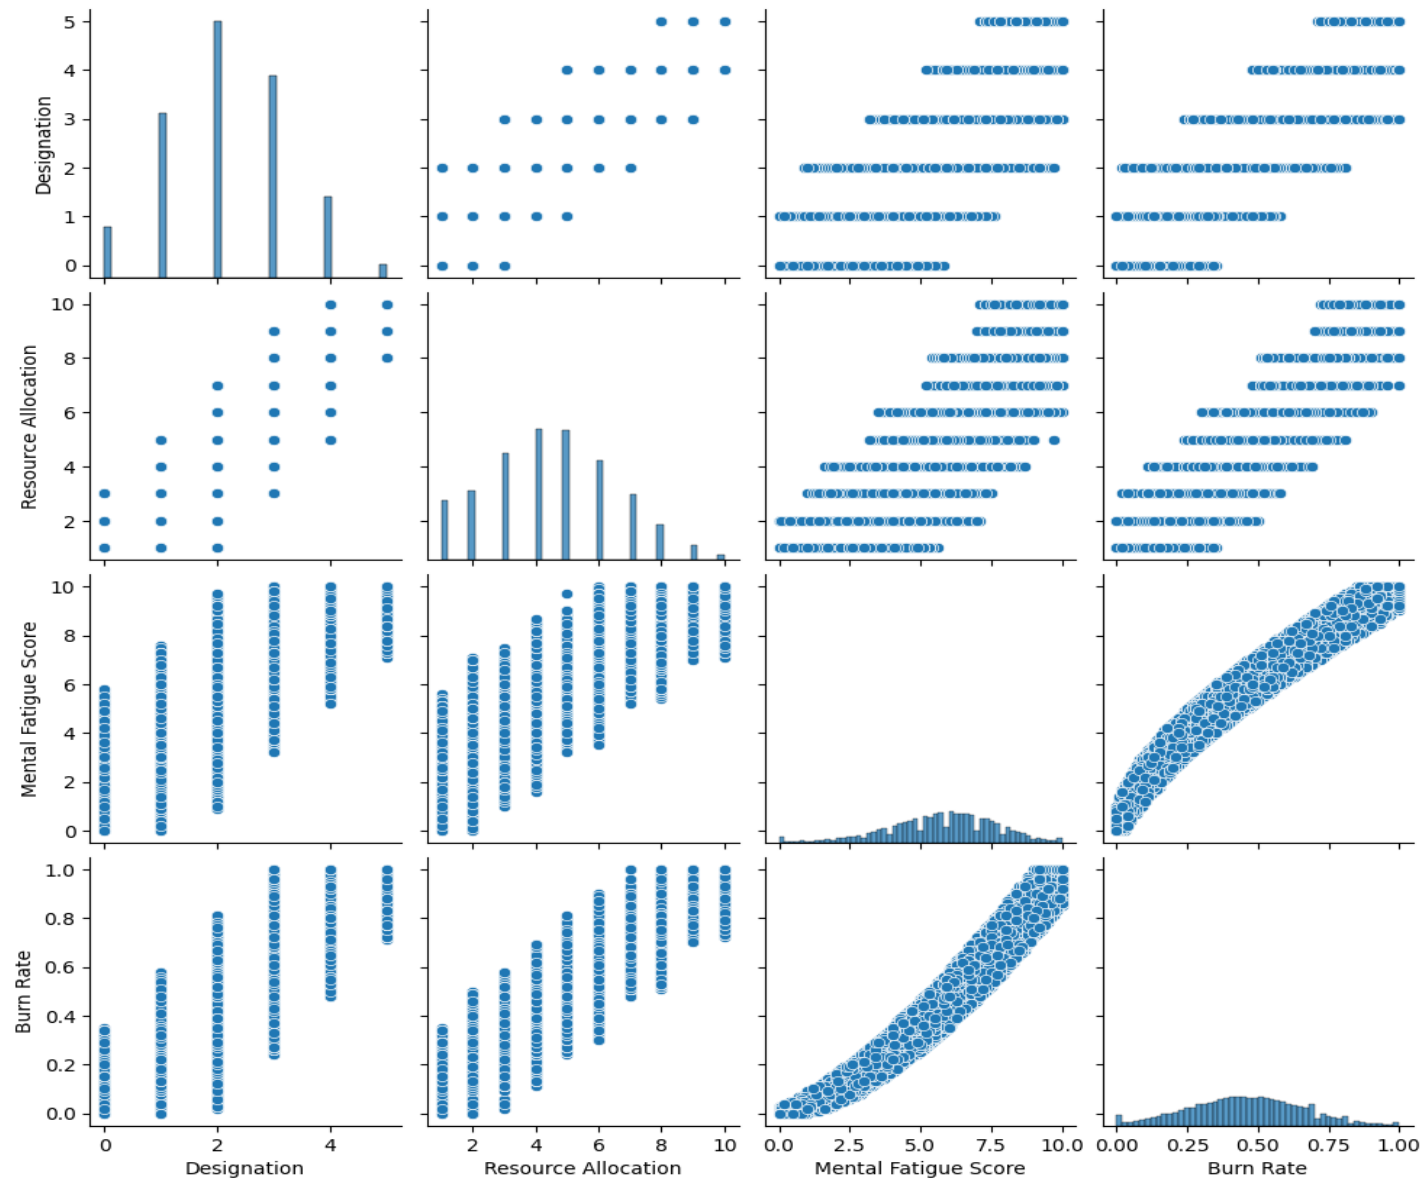 5
4
3
2
1
0
Designation
10
8
6
4
2
Resource Allocation
10
8
6
4
2
0
Mental Fatigue Score
1.0
0.8
0.6
0.4
0.2
0.0
Burn Rate
0 2 4
Designation
2 4 6 8 10
Resource Allocation
0.0 2.5 5.0 7.5 10.0
Mental Fatigue Score
0.00 0.25 0.50 0.75 1.00
Burn Rate